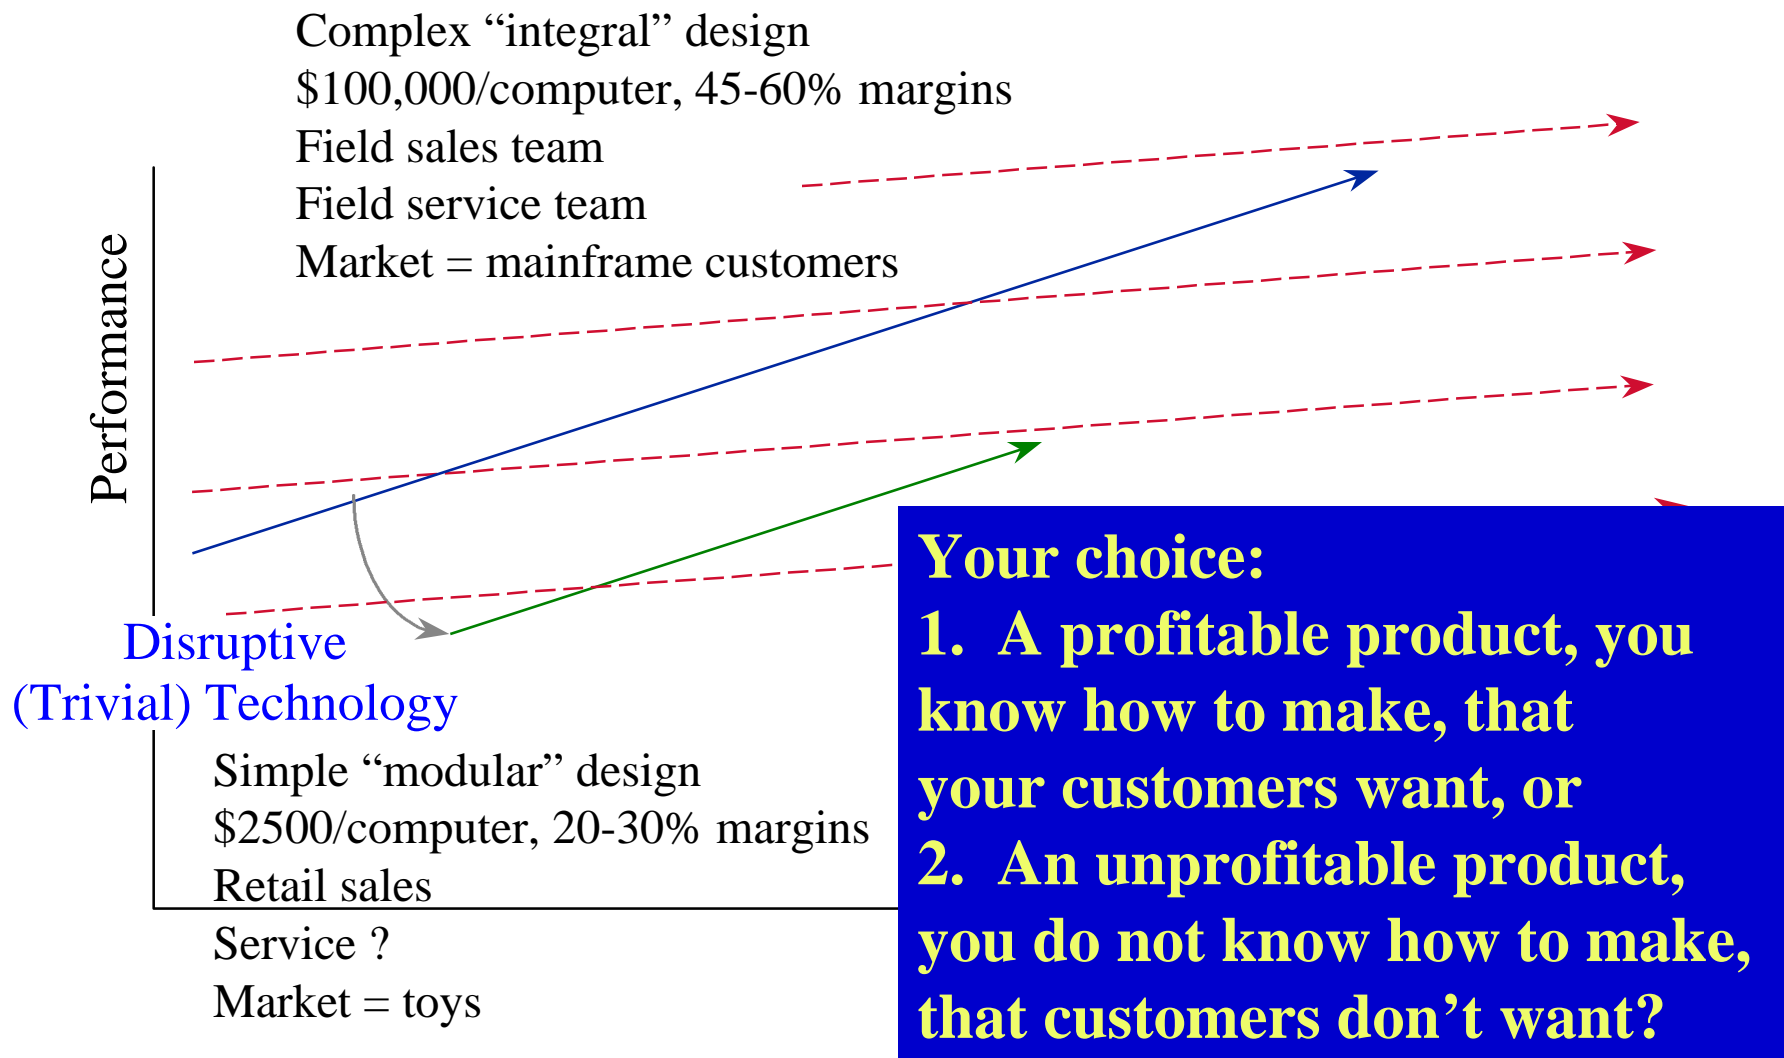 Complex “integral” design
$100,000/computer, 45-60% margins
Field sales team
Field service team
Market = mainframe customers
Performance
Disruptive
(Trivial) Technology
Simple “modular” design
$2500/computer, 20-30% margins
Retail sales
Service ?
Market = toys
Your choice:
1. A profitable product, you
know how to make, that
your customers want, or
2. An unprofitable product,
you do not know how to make,
that customers don’t want?